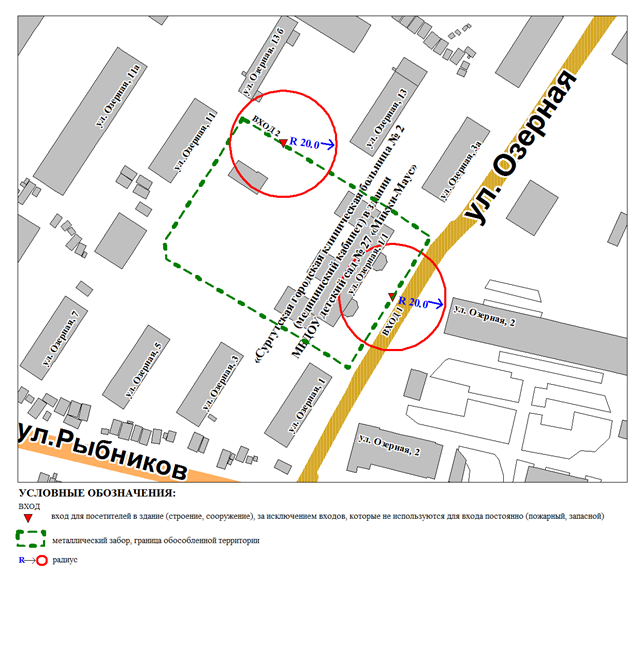 ул. Озерная, 13 б
ул. Озерная, 11а
ул. Озерная, 11
ул. Озерная, 13
ул. Озерная, 3а
ул. Озерная
ВХОД 2
R 20.0
«Сургутская городская клиническая больница № 2
(Медицинский кабинет) в здании
МБДОУ детский сад № 27 «Микки-Маус»
ул. Озерная, 1/1
R 20.0
ВХОД 1
ул. Озерная, 2
ул. Озерная, 7
ул. Озерная, 5
ул. Озерная, 3
ул. Озерная, 1
ул. Озерная, 2
ул.Рыбников
УСЛОВНЫЕ ОБОЗНАЧЕНИЯ:
ВХОД
вход для посетителей в здание (строение, сооружение), за исключением входов, которые не используются для входа постоянно (пожарный, запасной)
металлический забор, граница обособленной территории
R
радиус